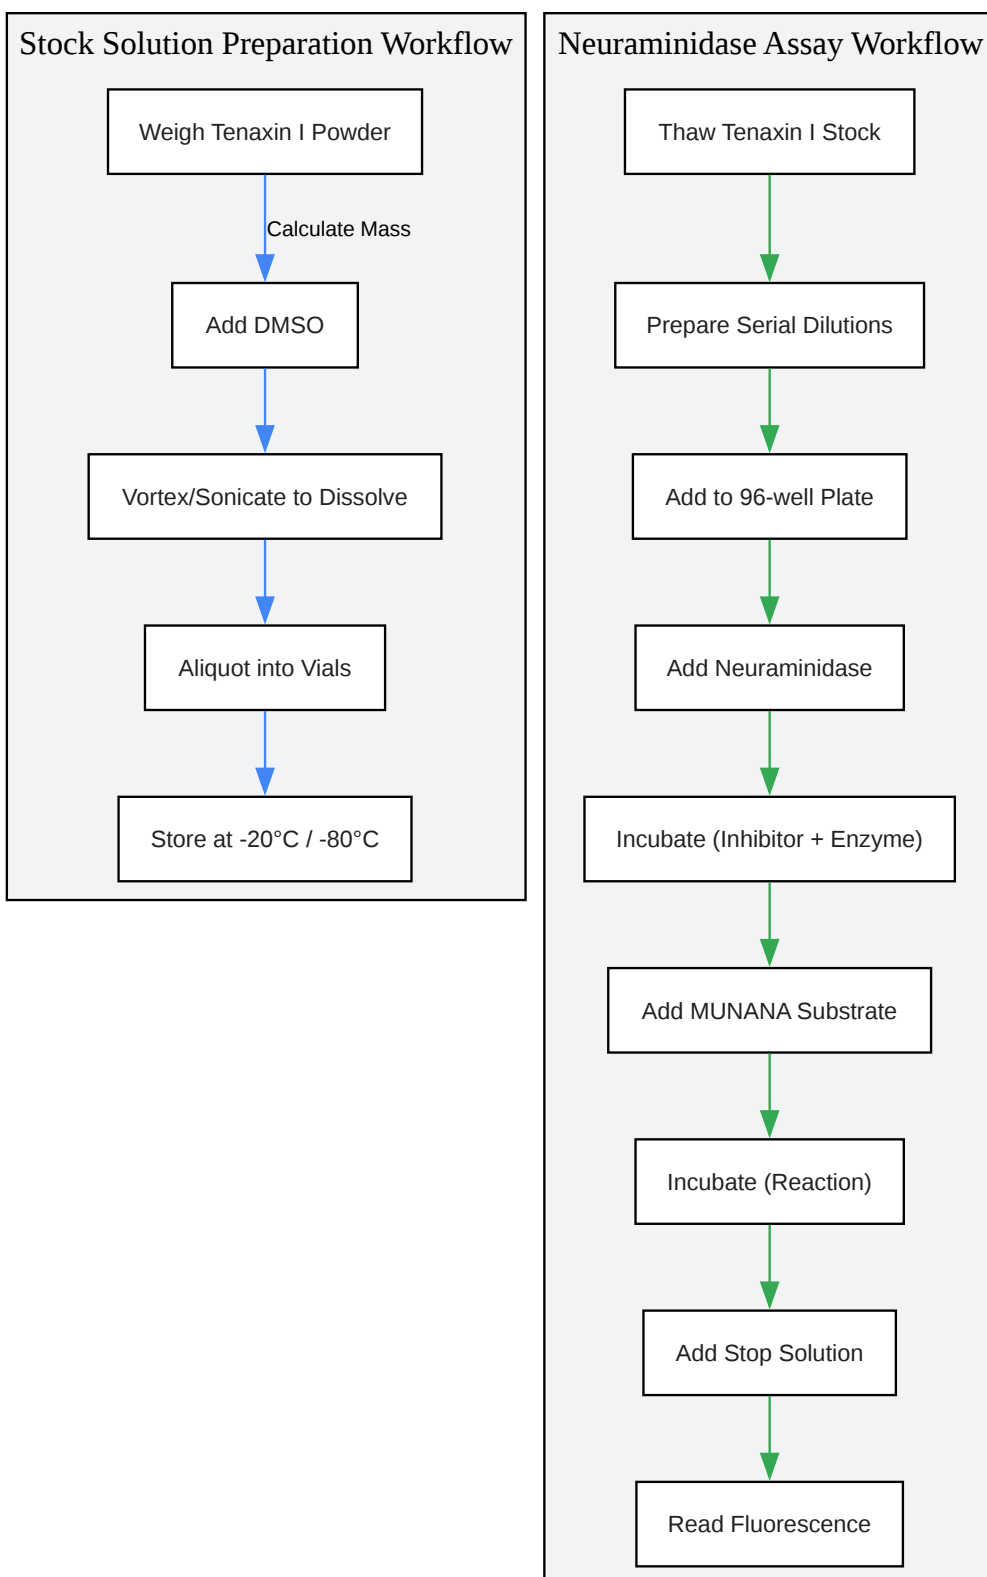 Stock Solution Preparation Workflow
Weigh Tenaxin I Powder
Calculate Mass
Add DMSO
Vortex/Sonicate to Dissolve
Aliquot into Vials
Store at -20°C / -80°C
Neuraminidase Assay Workflow
Thaw Tenaxin I Stock
Prepare Serial Dilutions
Add to 96-well Plate
Add Neuraminidase
Incubate (Inhibitor + Enzyme)
Add MUNANA Substrate
Incubate (Reaction)
Add Stop Solution
Read Fluorescence